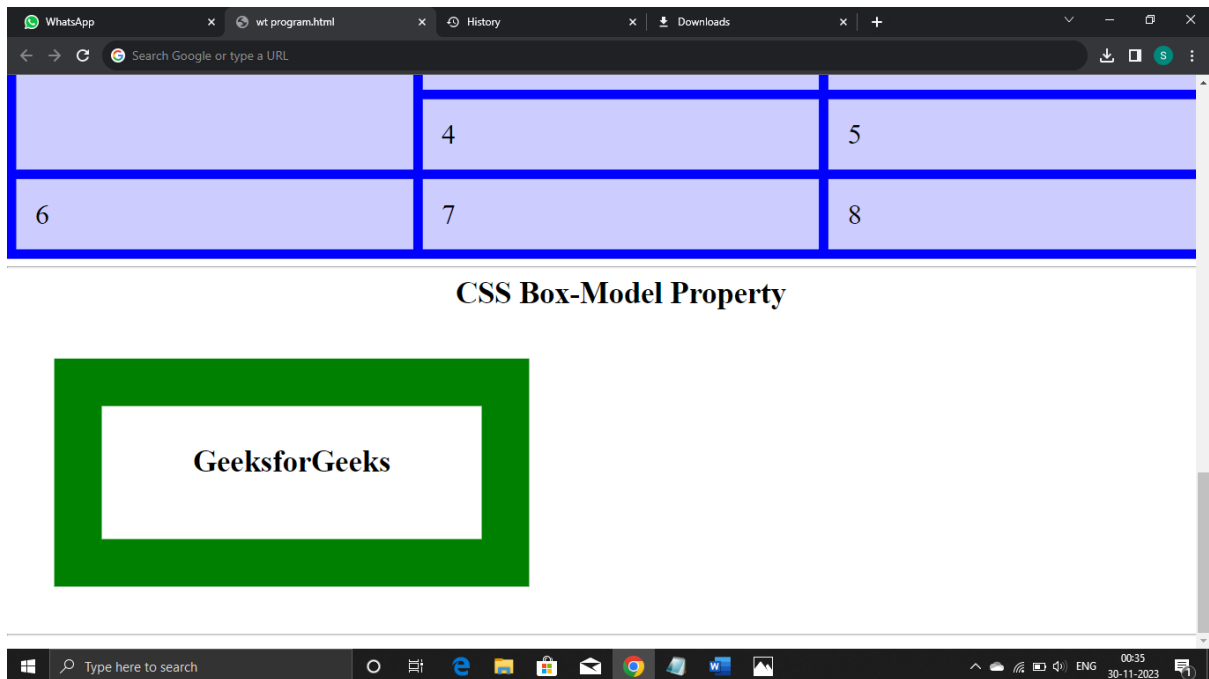 WhatsApp wt program.html History Downloads
Search Google or type a URL S
4 5
6 7 8
CSS Box-Model Property
GeeksforGeeks
Type here to search ENG 00:35
30-11-2023